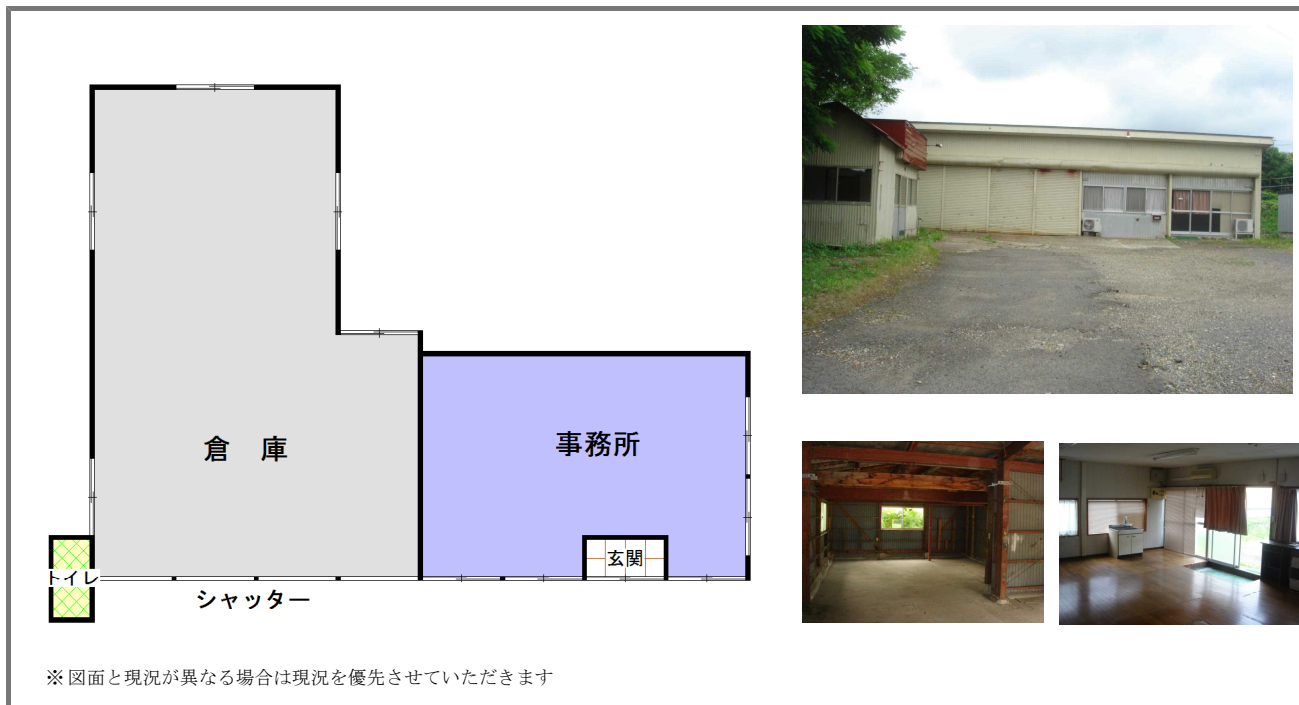 倉　庫
事務所
玄関
トイレ
シャッター
※図面と現況が異なる場合は現況を優先させていただきます